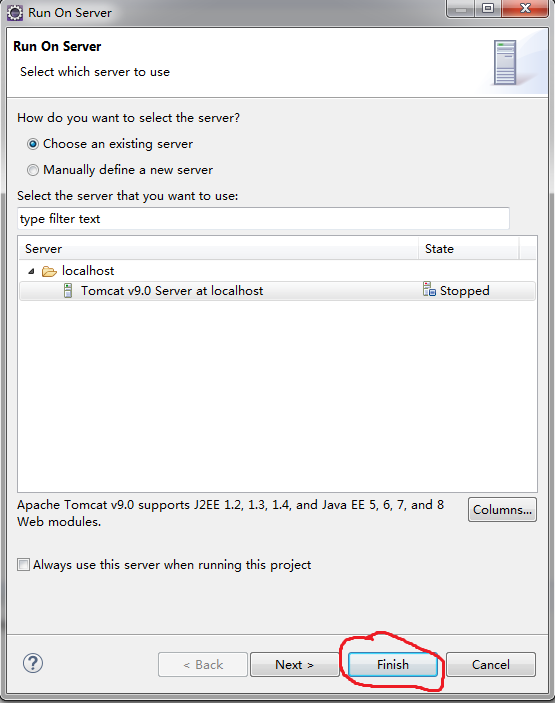 Run On Server
Run On Server
Select which server to use
How do you want to select the server?
Choose an existing server
Manually define a new server
Select the server that you want to use:
type filter text
Server State
localhost
Tomcat v9.0 Server at localhost Stopped
Apache Tomcat v9.0 supports J2EE 1.2, 1.3, 1.4, and Java EE 5, 6, 7, and 8
Web modules.
Columns...
Always use this server when running this project
? < Back Next > Finish Cancel